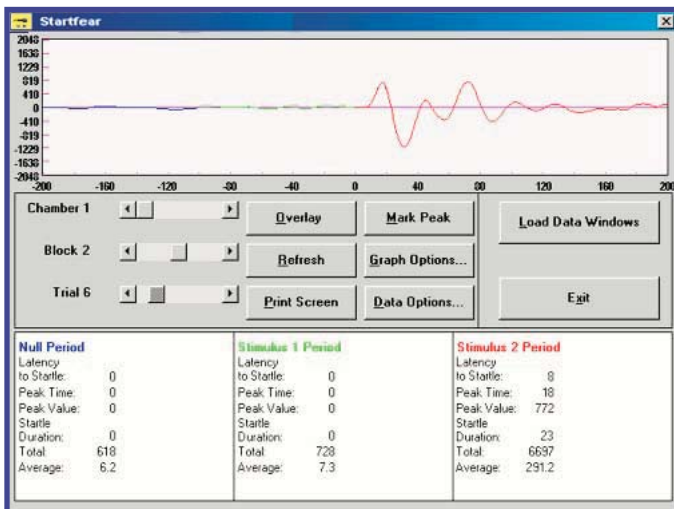 Startfear
2048
1638
1229
819
410
0
-410
-819
-1229
-1638
-2048
-200 -160 -120 -80 -40 0 40 80 120 160 200
Chamber 1
Overlay
Mark Peak
Load Data Windows
Block 2
Refresh
Graph Options...
Trial 6
Print Screen
Data Options...
Exit
Null Period
Latency
to Startle: 0
Peak Time: 0
Peak Value: 0
Startle
Duration: 0
Total: 618
Average: 6.2
Stimulus 1 Period
Latency
to Startle: 0
Peak Time: 0
Peak Value: 0
Startle
Duration: 0
Total: 728
Average: 7.3
Stimulus 2 Period
Latency
to Startle: 8
Peak Time: 18
Peak Value: 772
Startle
Duration: 23
Total: 6697
Average: 291.2